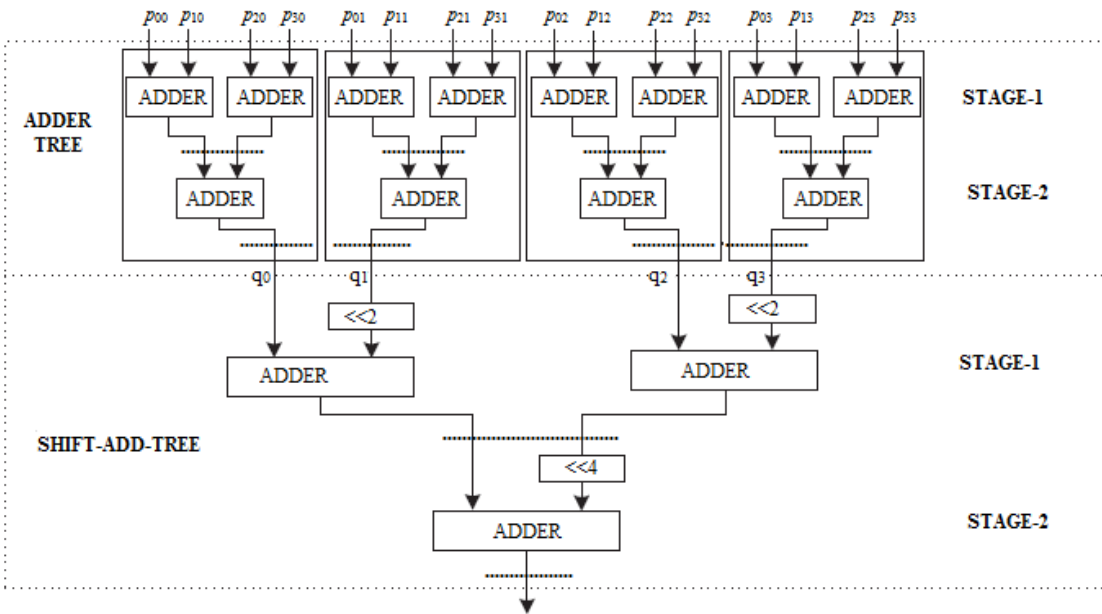 p00 p10 p20 p30 p01 p11 p21 p31 p02 p12 p22 p32 p03 p13 p23 p33
ADDER ADDER ADDER ADDER ADDER ADDER ADDER ADDER STAGE-1
ADDER
TREE
ADDER ADDER ADDER ADDER STAGE-2
q0 q1 q2 q3
<<2 <<2
ADDER ADDER STAGE-1
SHIFT-ADD-TREE
<<4
ADDER STAGE-2